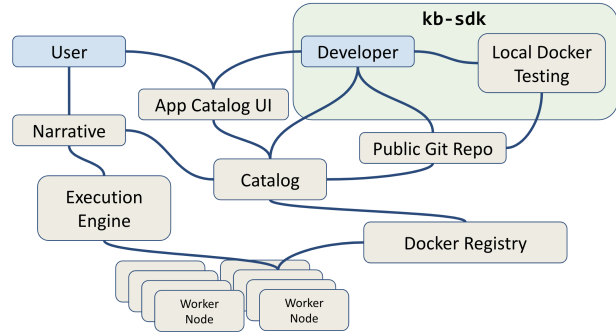 kb-sdk
User
Developer
Local Docker
Testing
App Catalog UI
Narrative
Public Git Repo
Catalog
Execution
Engine
Docker Registry
Worker
Node
Worker
Node